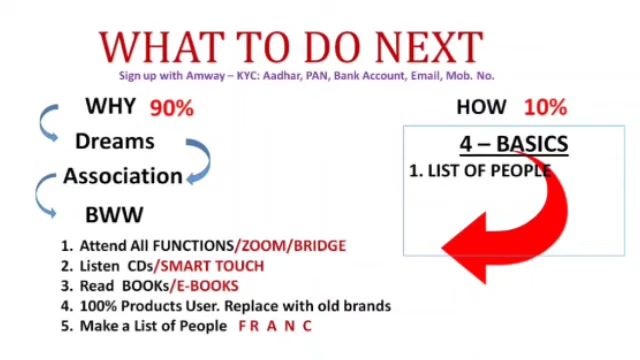 WHAT TO DO NEXT
Sign up with Amway – KYC: Aadhar, PAN, Bank Account, Email, Mob. No.
WHY 90%
Dreams
Association
BWW
1. Attend All FUNCTIONS/ZOOM/BRIDGE
2. Listen CDs/SMART TOUCH
3. Read BOOKs/E-BOOKS
4. 100% Products User. Replace with old brands
5. Make a List of People F R A N C
HOW 10%
4 – BASICS
1. LIST OF PEOPLE